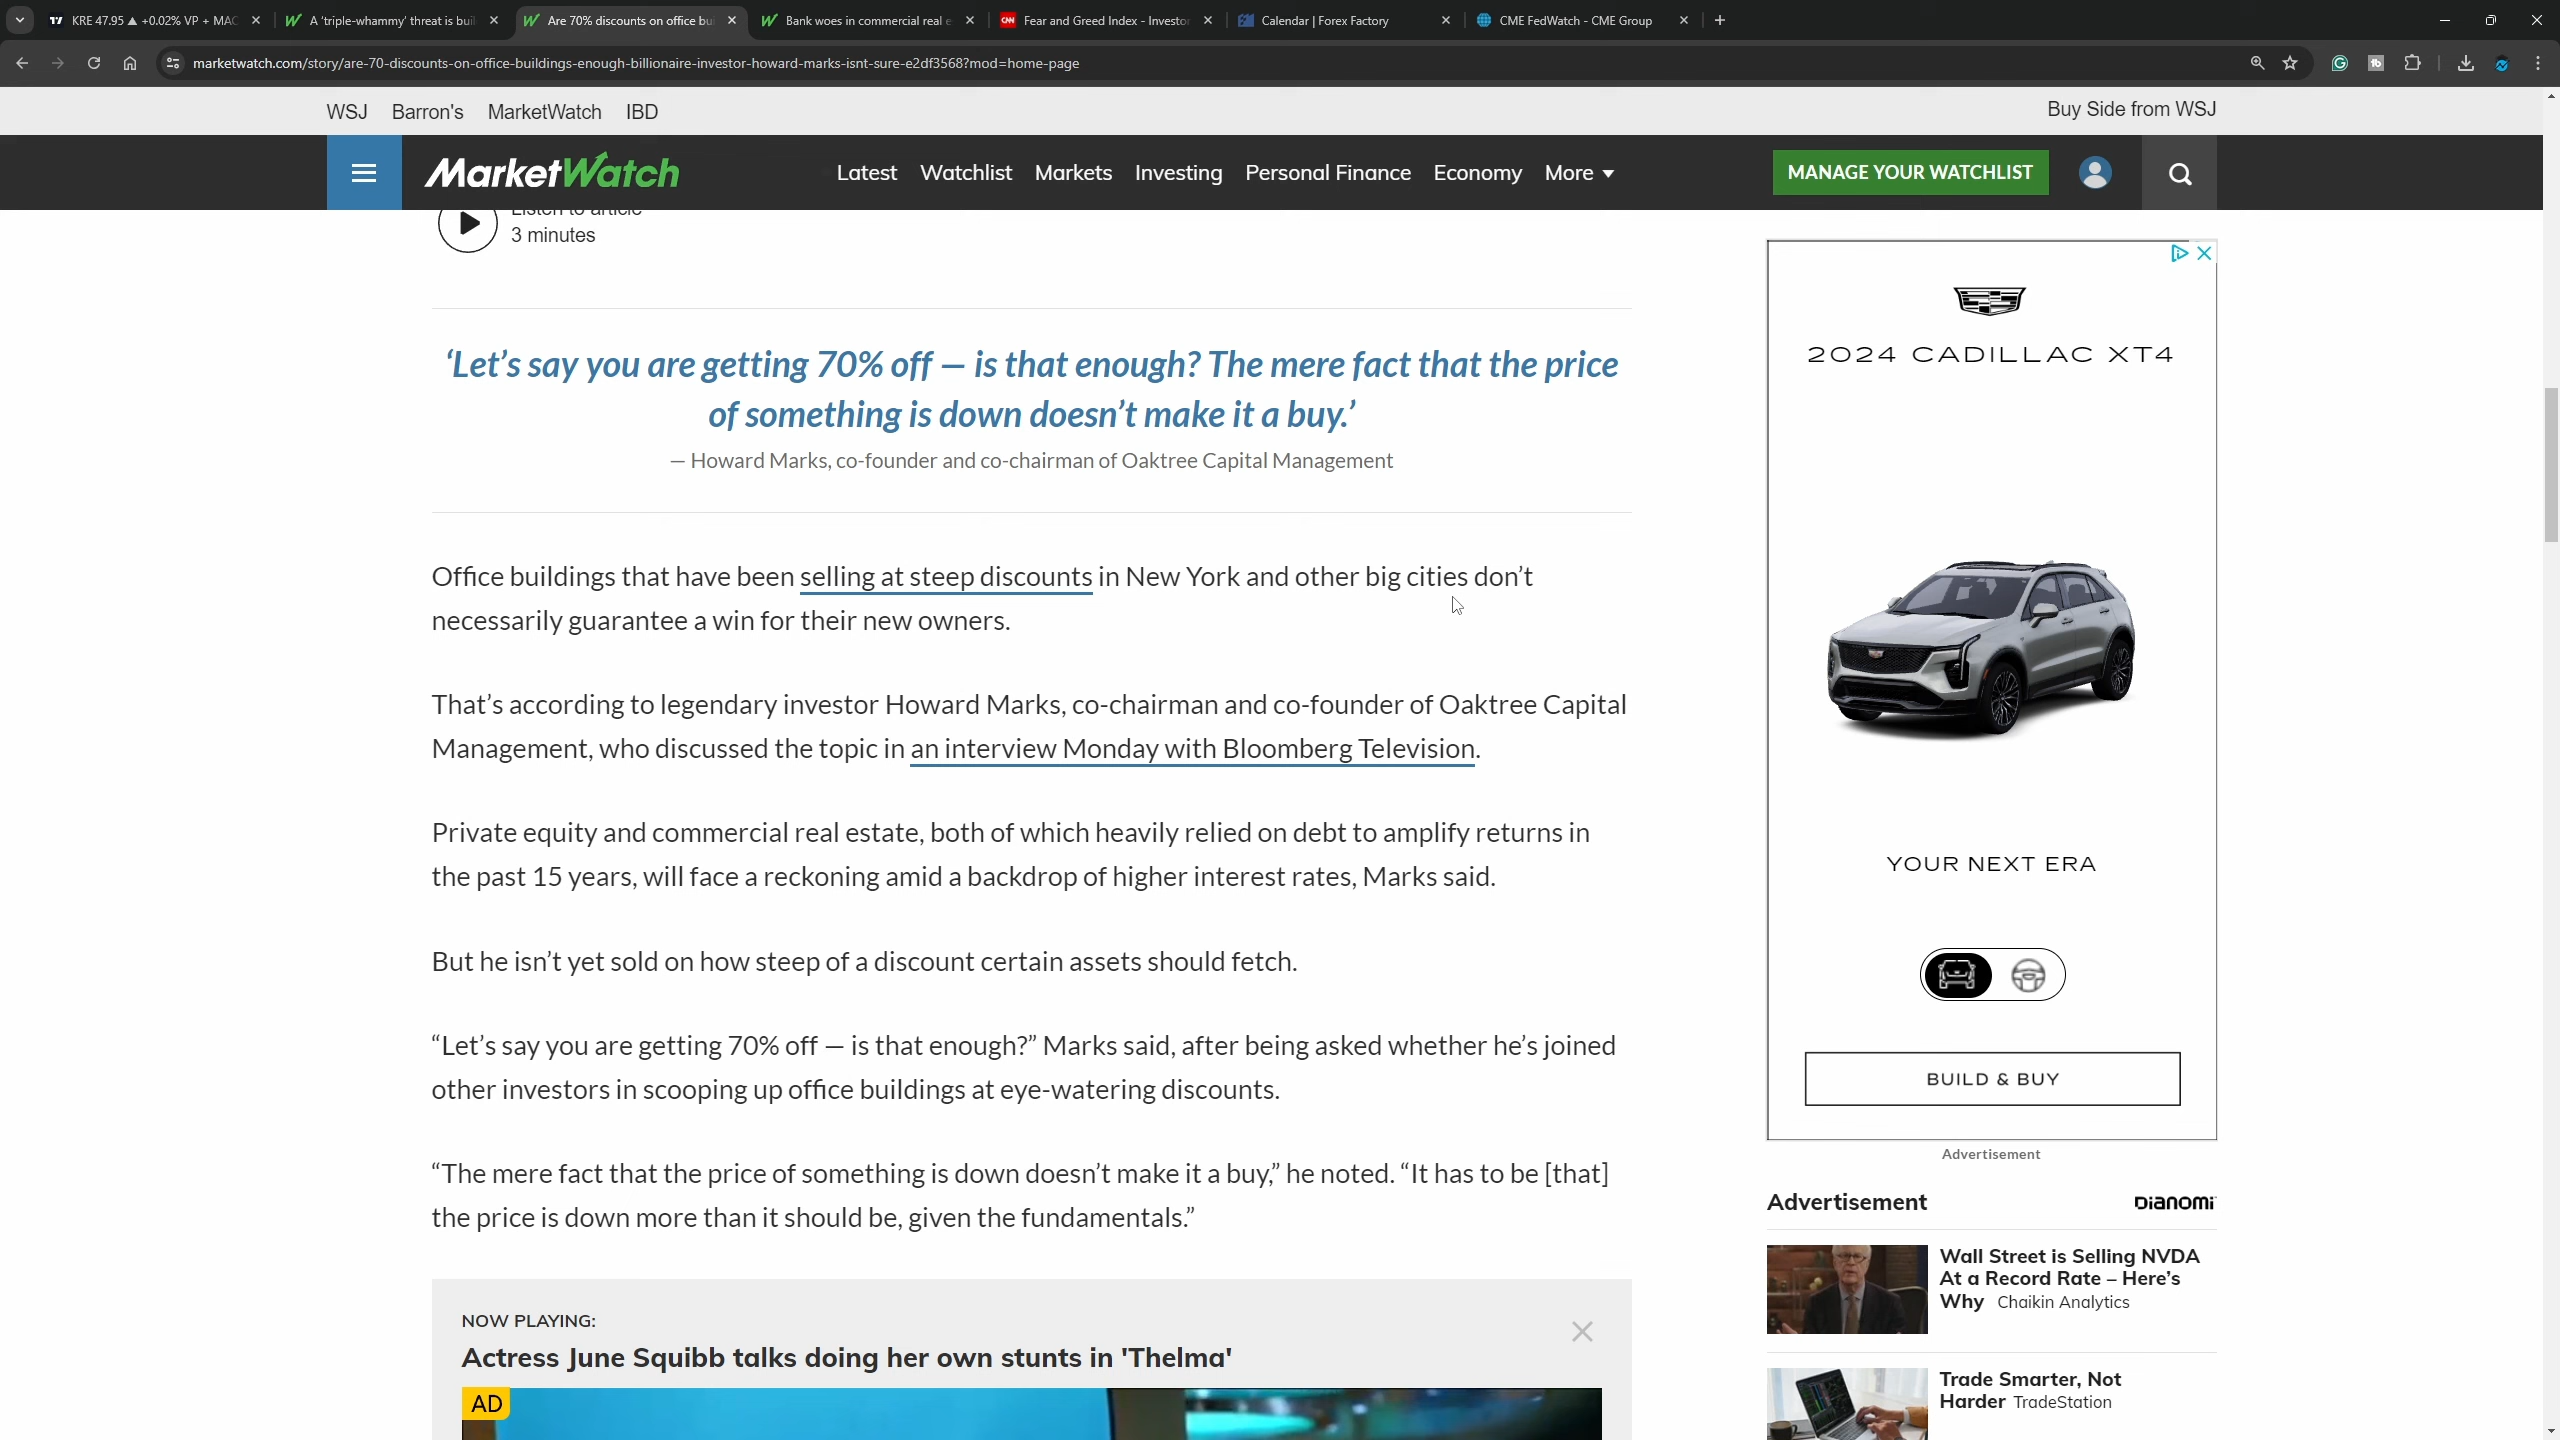 KRE 47.95 ▲ +0.02% VP + MAC
A 'triple-whammy' threat is buil
Are 70% discounts on office bu
Bank woes in commercial real e
Fear and Greed Index - Investor
Calendar | Forex Factory
CME FedWatch - CME Group
marketwatch.com/story/are-70-discounts-on-office-buildings-enough-billionaire-investor-howard-marks-isnt-sure-e2df3568?mod=home-page
WSJ Barron's MarketWatch IBD
Buy Side from WSJ
MarketWatch
Latest Watchlist Markets Investing Personal Finance Economy More
MANAGE YOUR WATCHLIST
Listen to article
3 minutes
‘Let’s say you are getting 70% off — is that enough? The mere fact that the price
of something is down doesn’t make it a buy.’
— Howard Marks, co-founder and co-chairman of Oaktree Capital Management
Office buildings that have been selling at steep discounts in New York and other big cities don’t
necessarily guarantee a win for their new owners.
That’s according to legendary investor Howard Marks, co-chairman and co-founder of Oaktree Capital
Management, who discussed the topic in an interview Monday with Bloomberg Television.
Private equity and commercial real estate, both of which heavily relied on debt to amplify returns in
the past 15 years, will face a reckoning amid a backdrop of higher interest rates, Marks said.
But he isn’t yet sold on how steep of a discount certain assets should fetch.
“Let’s say you are getting 70% off — is that enough?” Marks said, after being asked whether he’s joined
other investors in scooping up office buildings at eye-watering discounts.
“The mere fact that the price of something is down doesn’t make it a buy,” he noted. “It has to be [that]
the price is down more than it should be, given the fundamentals.”
NOW PLAYING:
Actress June Squibb talks doing her own stunts in 'Thelma'
AD
2024 CADILLAC XT4
YOUR NEXT ERA
BUILD & BUY
Advertisement
Advertisement
DIANOMI
Wall Street is Selling NVDA
At a Record Rate – Here’s
Why Chaikin Analytics
Trade Smarter, Not
Harder TradeStation